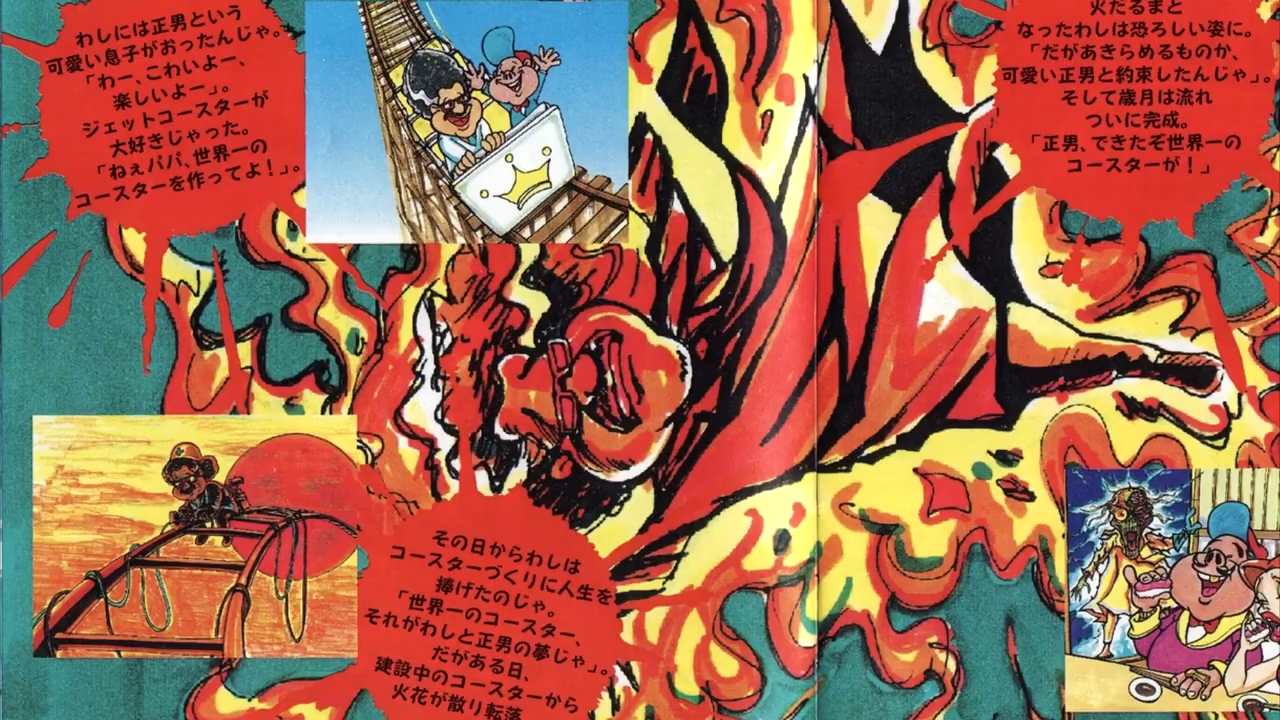 わしには正男という
可愛い息子がおったんじゃ。
「わー、こわいよー、
楽しいよー」。
ジェットコースターが
大好きじゃった。
「ねぇパパ、世界一の
コースターを作ってよ!」。
その日からわしは
コースターづくりに人生を
捧げたのじゃ。
「世界一のコースター、
それがわしと正男の夢じゃ」。
だがある日、
建設中のコースターから
火花が散り転落
火だるまと
なったわしは恐ろしい姿に。
「だがあきらめるものか、
可愛い正男と約束したんじゃ」。
そして歳月は流れ
ついに完成。
「正男、できたぞ世界一の
コースターが!」